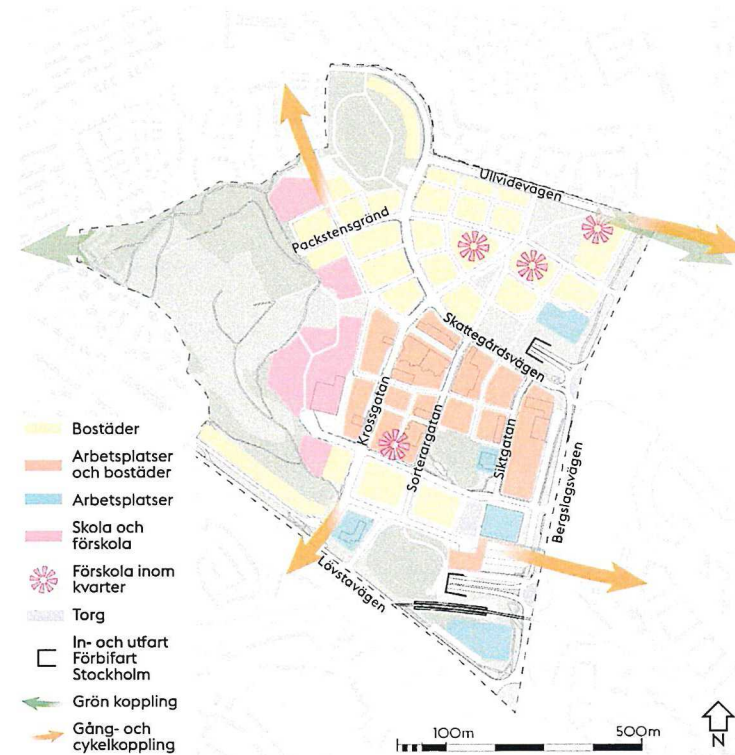 Ullvidevägen
Packstensgränd
Skattegårdsvägen
Krossgatan
Sorterargatan
Siktgatan
Bergslagsvägen
Lövstavägen
Bostäder
Arbetsplatser
och bostäder
Arbetsplatser
Skola och
förskola
Förskola inom
kvarter
Torg
In- och utfart
Förbifart
Stockholm
Grön koppling
Gång- och
cykelkoppling
100m
500m
N